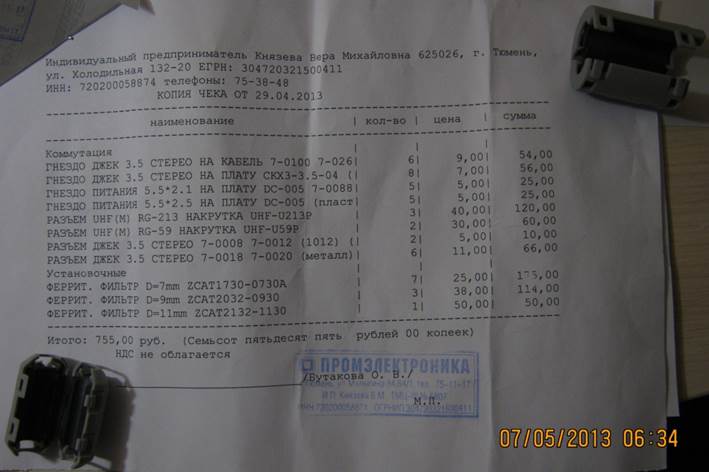 Индивидуальный предприниматель Князева Вера Михайловна 625026, г. Тюмень,
ул. Холодильная 132-20 ЕГРН: 304720321500411
ИНН: 720200058874 телефоны: 75-38-48
КОПИЯ ЧЕКА ОТ 29.04.2013
наименование | кол-во | цена | сумма
Коммутация
ГНЕЗДО ДЖЕК 3.5 СТЕРЕО НА КАБЕЛЬ 7-0100 7-026| 6| 9,00| 54,00
ГНЕЗДО ДЖЕК 3.5 СТЕРЕО НА ПЛАТУ СКХ3-3.5-04 (| 8| 7,00| 56,00
ГНЕЗДО ПИТАНИЯ 5.5*2.1 НА ПЛАТУ DC-005 7-0088| 5| 5,00| 25,00
ГНЕЗДО ПИТАНИЯ 5.5*2.5 НА ПЛАТУ DC-005 (пласт| 5| 5,00| 25,00
РАЗЪЕМ UHF(M) RG-213 НАКРУТКА UHF-U213P | 3| 40,00| 120,00
РАЗЪЕМ UHF(M) RG-59 НАКРУТКА UHF-U59P | 2| 30,00| 60,00
РАЗЪЕМ ДЖЕК 3.5 СТЕРЕО 7-0008 7-0012 (1012) (| 2| 5,00| 10,00
РАЗЪЕМ ДЖЕК 3.5 СТЕРЕО 7-0018 7-0020 (металл)| 6| 11,00| 66,00
Установочные
ФЕРРИТ. ФИЛЬТР D=7mm ZCAT1730-0730A | 7| 25,00|
ФЕРРИТ. ФИЛЬТР D=9mm ZCAT2032-0930 | 3| 38,00| 114,00
ФЕРРИТ. ФИЛЬТР D=11mm ZCAT2132-1130 | 1| 50,00| 50,00
Итого: 755,00 руб. (Семьсот пятьдесят пять рублей 00 копеек)
НДС не облагается
ПРОМЭЛЕКТРОНИКА
/Бутакова О. В./
тел. 75-11-
ИП Князева В.М.
ИНН 720200058874 ОГРНИП 304720321500411
М.П.
07/05/2013 06:34